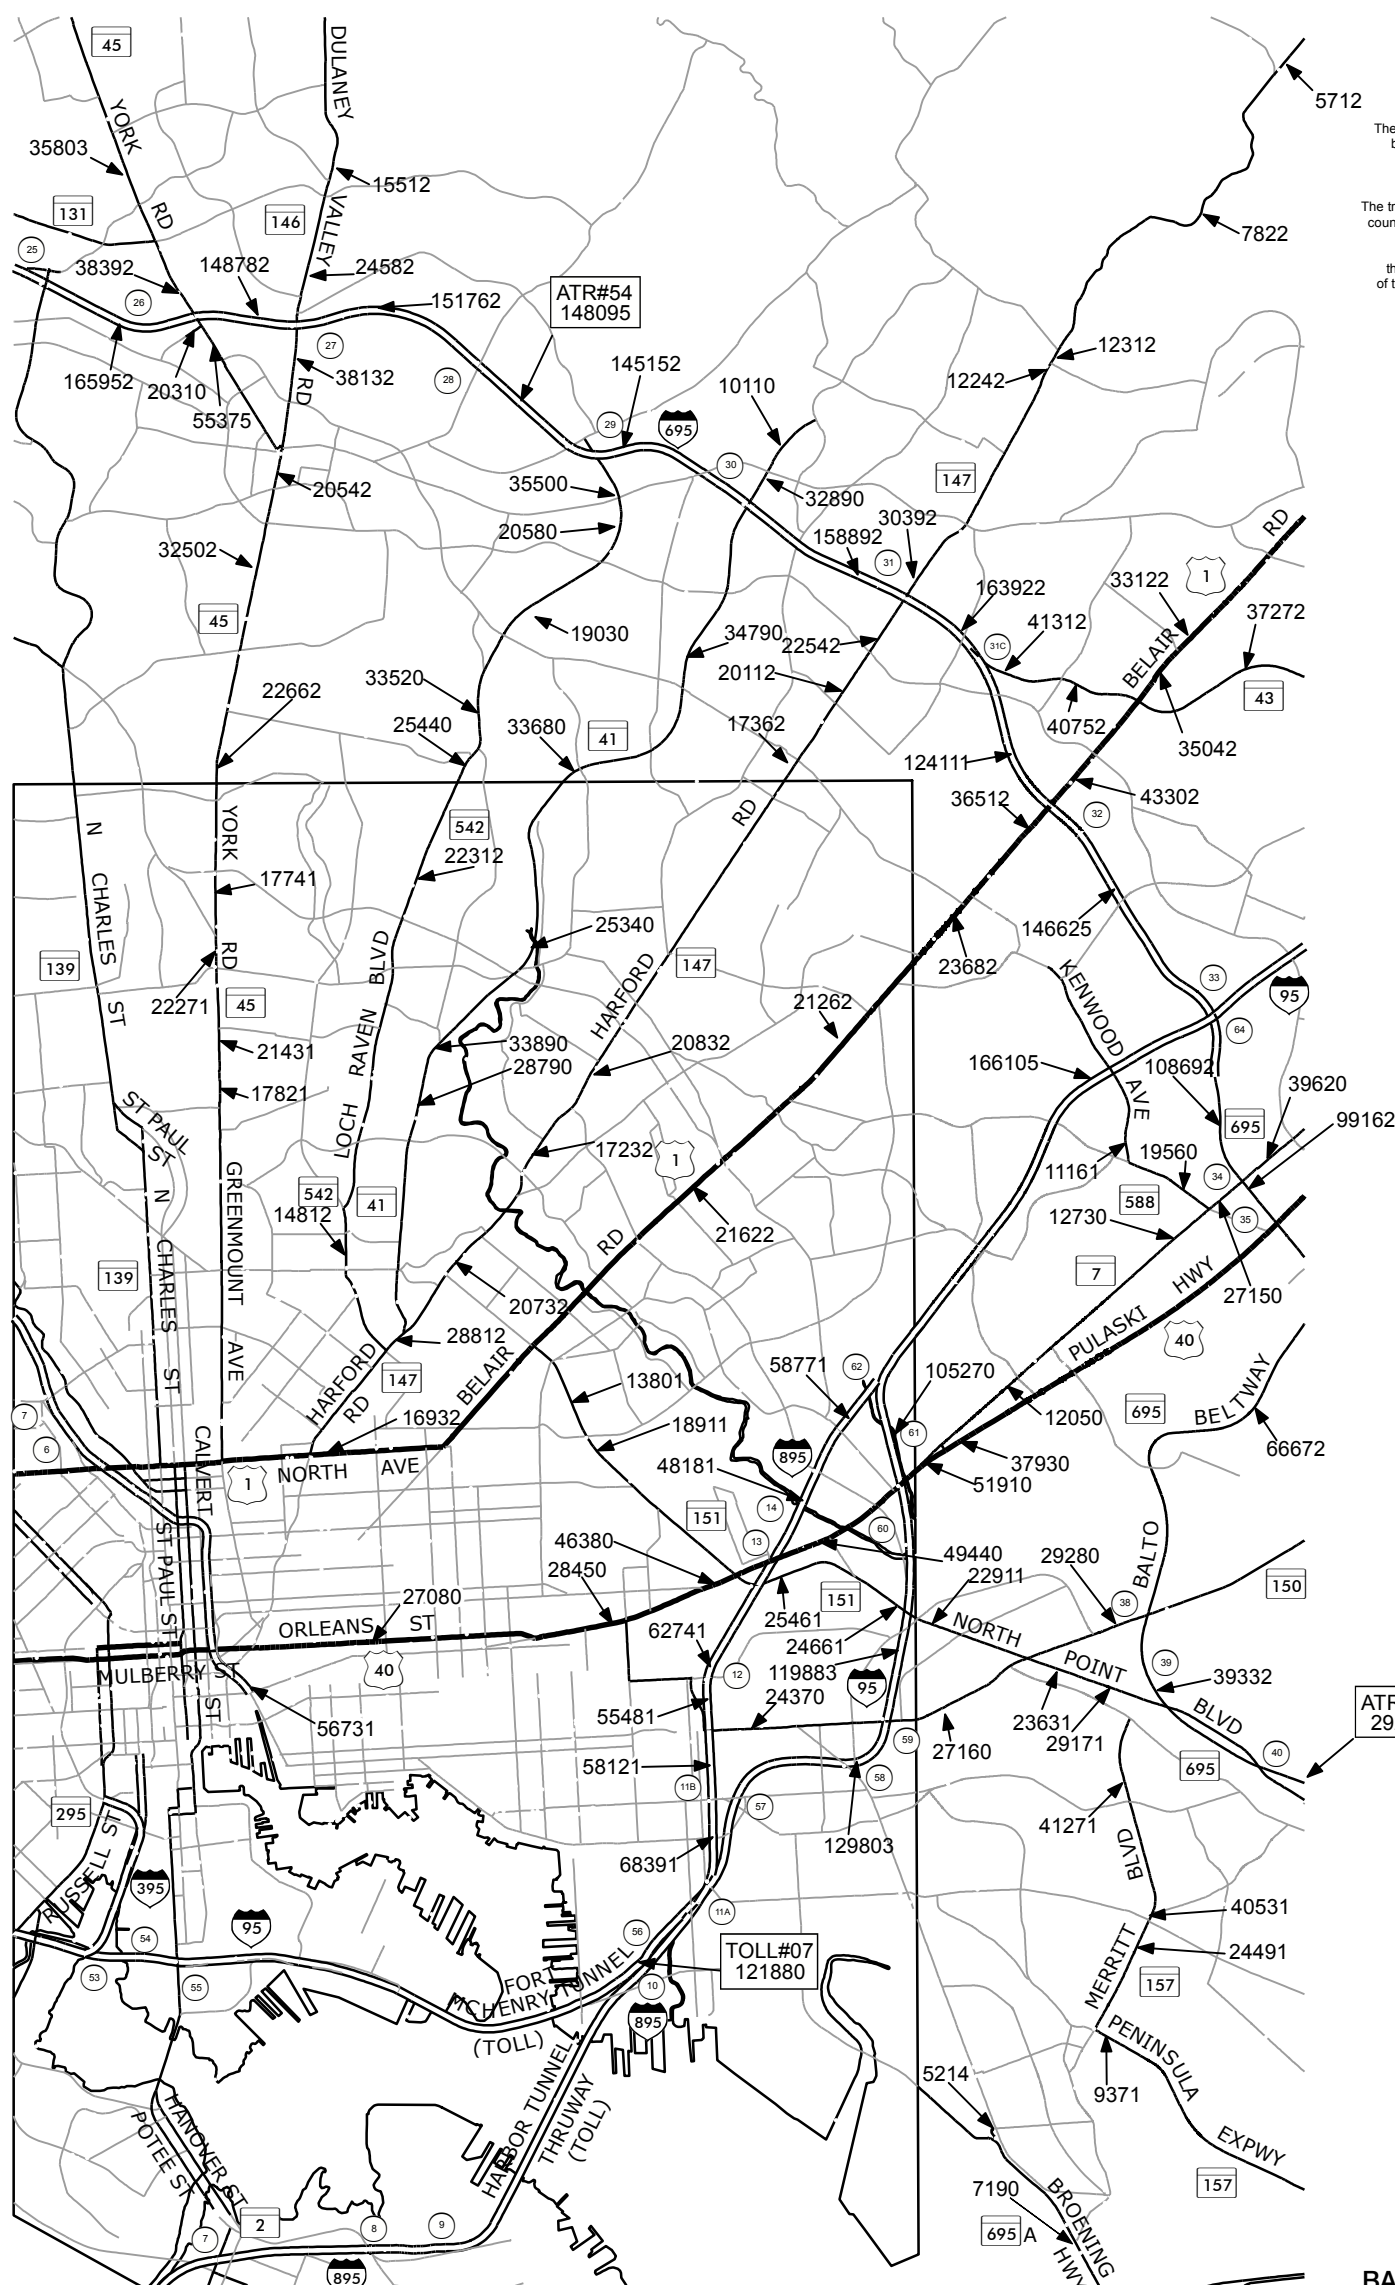 45
DULANEY
5712
The
b
YORK
35803
15512
131
RD
146
VALLEY
The tr
coun
7822
25
38392
148782
24582
th
of t
26
151762
ATR#54
148095
27
165952
20310
55375
38132
RD
28
145152
10110
12312
12242
29
695
30
20542
35500
32890
147
20580
30392
158892
RD
32502
31
163922
33122
1
45
41312
37272
19030
34790
22542
31C
BELAIR
33520
20112
22662
43
25440
33680
41
17362
40752
35042
124111
43302
36512
RD
32
N
YORK
542
22312
17741
CHARLES
25340
146625
139
RD
BLVD
147
23682
HARFORD
KENWOOD
33
95
ST
22271
45
21262
LOCH RAVEN
64
21431
33890
20832
28790
166105
108692
39620
17821
AVE
ST PAUL
ST
695
99162
17232
1
11161
19560
34
N
GREENMOUNT
542
41
588
14812
12730
35
21622
RD
139
CHARLES
7
HWY
27150
20732
PULASKI
40
28812
AVE
HARFORD
RD
BELAIR
58771
62
105270
ST
147
13801
12050
695
BELTWAY
7
6
16932
18911
61
66672
CALVERT
NORTH AVE
895
37930
1
48181
51910
14
151
60
ST PAUL ST
13
46380
49440
29280
BALTO
28450
22911
150
27080
25461
151
38
ORLEANS ST
62741
24661
NORTH
119883
POINT
39
MULBERRY ST
40
12
95
24370
39332
ST
56731
55481
23631
29171
BLVD
ATR
29
59
27160
58121
58
40
11B
695
57
295
129803
41271
RUSSELL ST
68391
BLVD
395
95
11A
40531
54
56
TOLL#07
121880
MERRITT
24491
53
55
FORT
MCHENRY TUNNEL
(TOLL)
10
157
895
PENINSULA
5214
9371
HANOVER ST
POTEE ST
HARBOR TUNNEL
THRUWAY
(TOLL)
EXPWY
7190
BROENING
HWY
157
2
8
9
7
695 A
895
BA